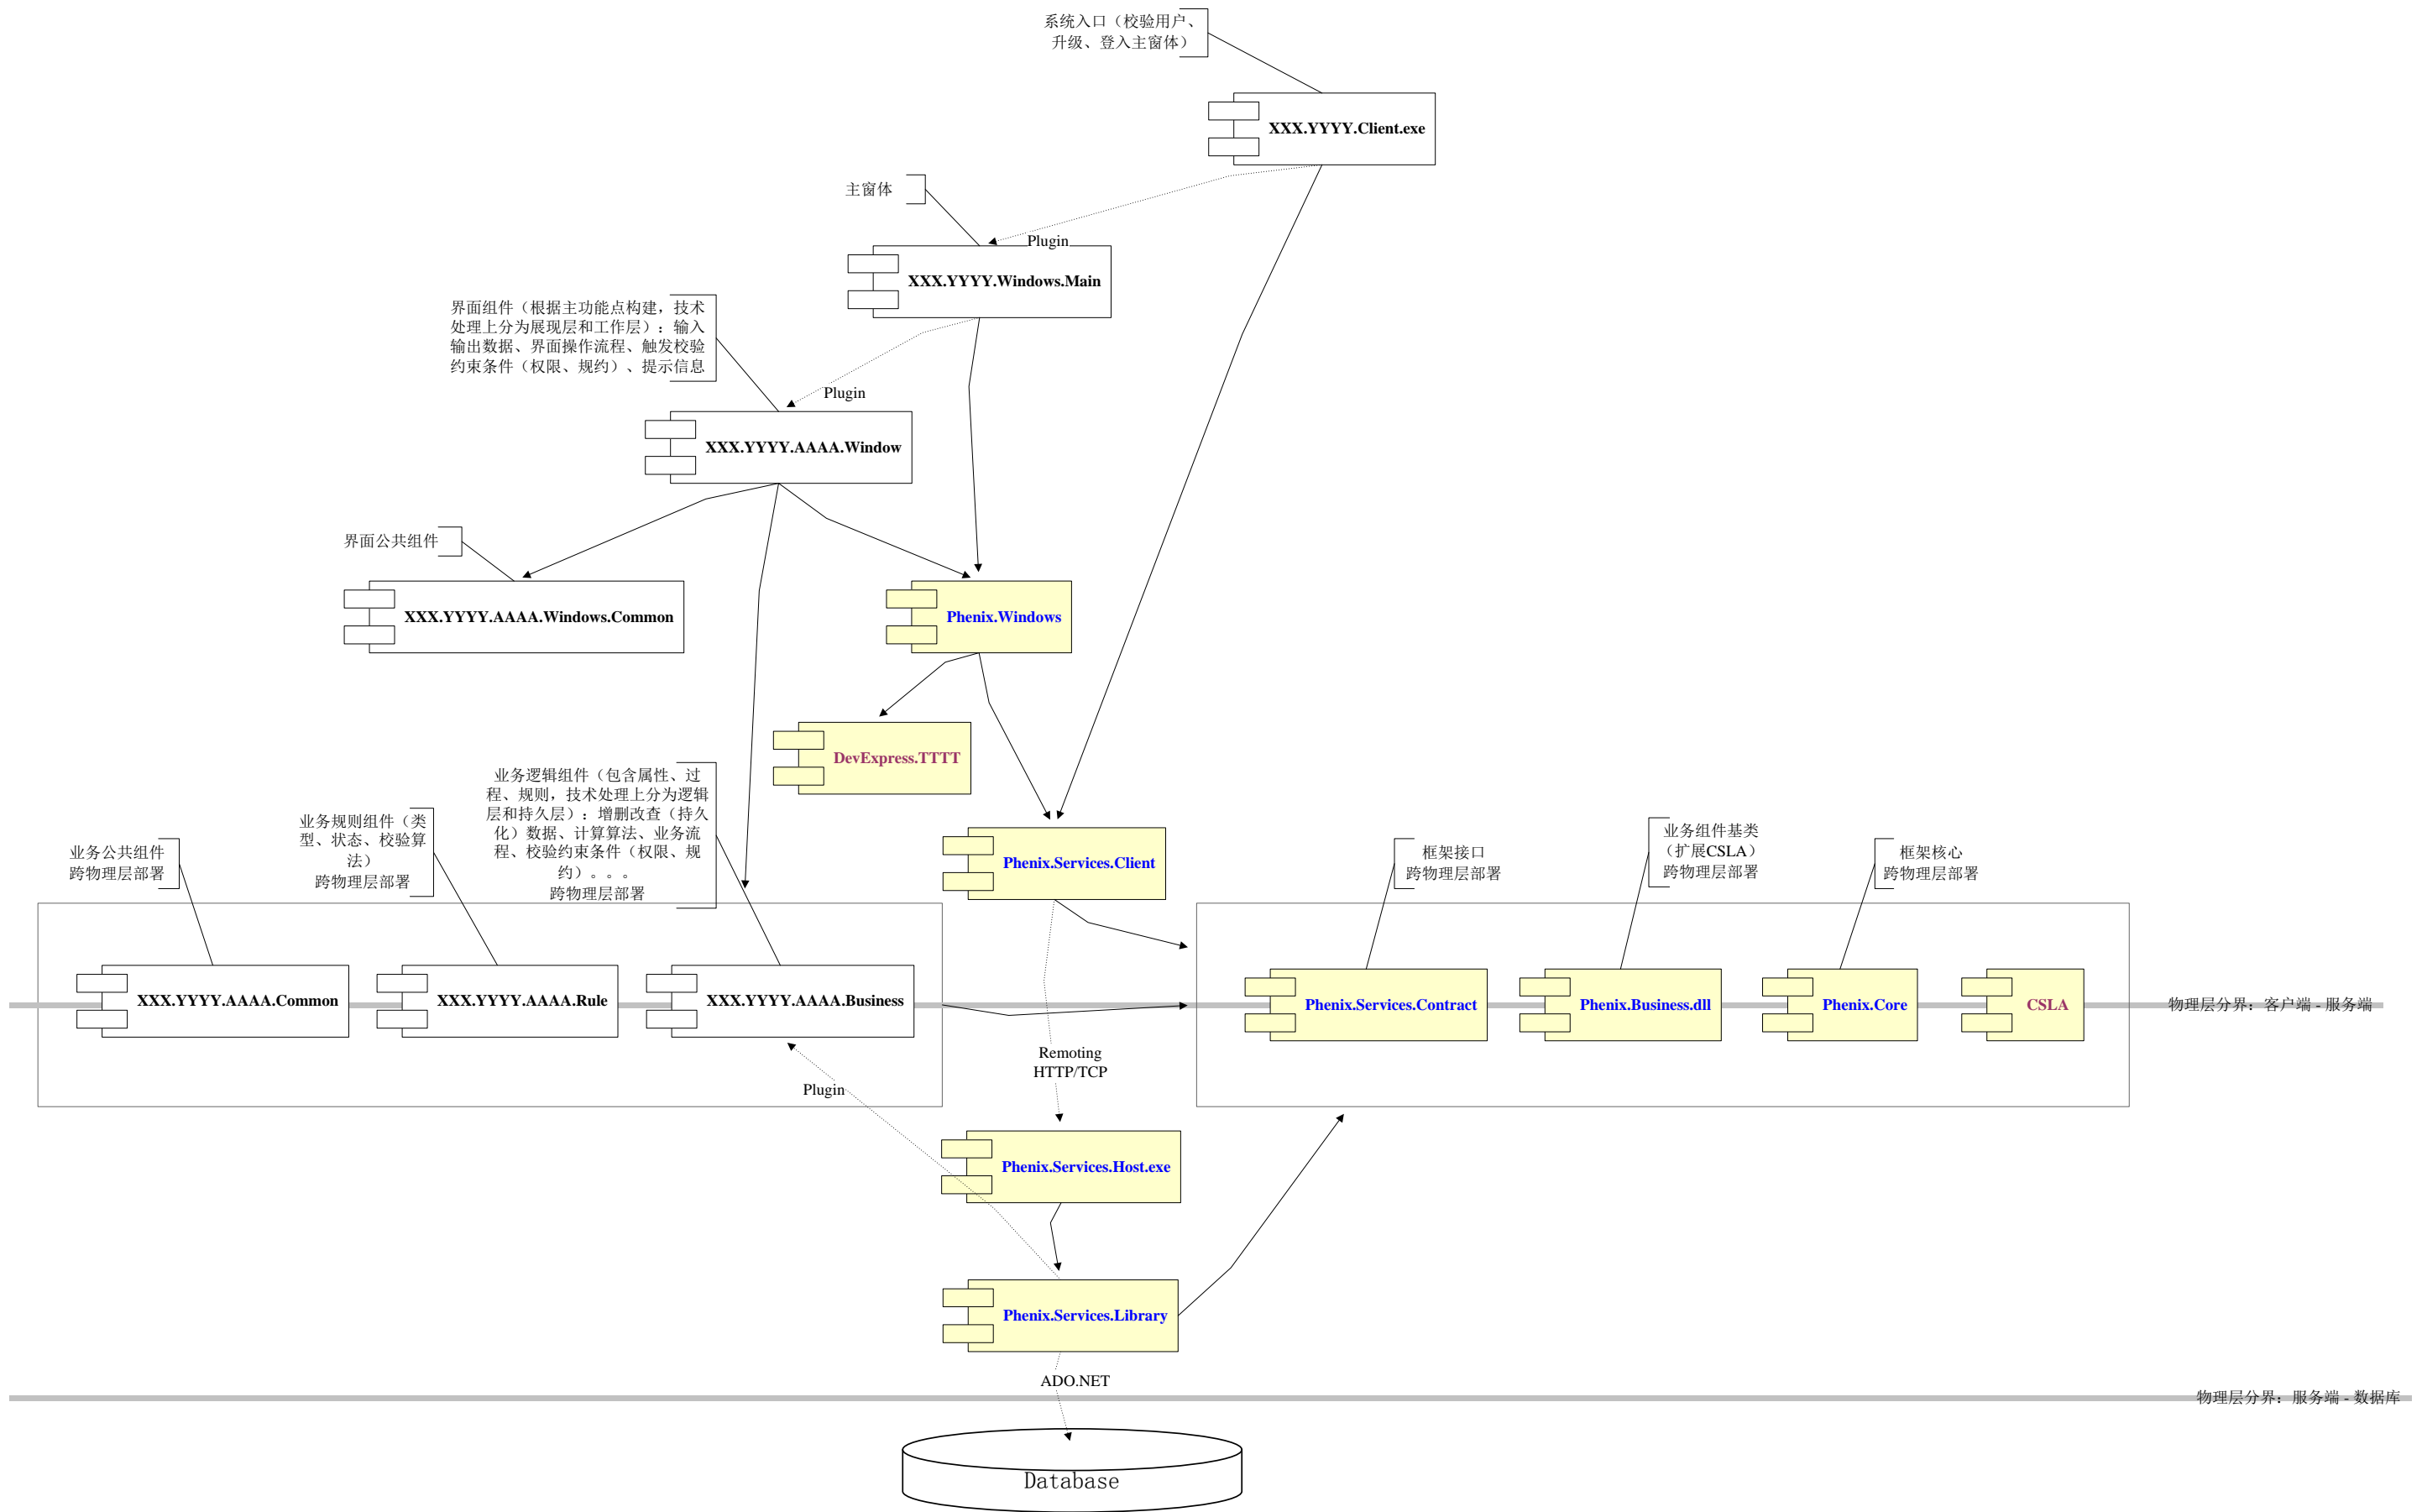 系统入口（校验用户、
升级、登入主窗体）
XXX.YYYY.Client.exe
主窗体
Plugin
XXX.YYYY.Windows.Main
界面组件（根据主功能点构建，技术
处理上分为展现层和工作层）：输入
输出数据、界面操作流程、触发校验
约束条件（权限、规约）、提示信息
Plugin
XXX.YYYY.AAAA.Window
界面公共组件
XXX.YYYY.AAAA.Windows.Common
Phenix.Windows
DevExpress.TTTT
业务逻辑组件（包含属性、过
程、规则，技术处理上分为逻辑
层和持久层）：增删改查（持久
化）数据、计算算法、业务流
程、校验约束条件（权限、规
约）。。。
跨物理层部署
业务规则组件（类
型、状态、校验算
法）
跨物理层部署
业务公共组件
跨物理层部署
Phenix.Services.Client
框架接口
跨物理层部署
业务组件基类
（扩展CSLA）
跨物理层部署
框架核心
跨物理层部署
XXX.YYYY.AAAA.Common
XXX.YYYY.AAAA.Rule
XXX.YYYY.AAAA.Business
Phenix.Services.Contract
Phenix.Business.dll
Phenix.Core
CSLA
物理层分界：客户端 - 服务端
Remoting
HTTP/TCP
Plugin
Phenix.Services.Host.exe
Phenix.Services.Library
ADO.NET
物理层分界：服务端 - 数据库
Database